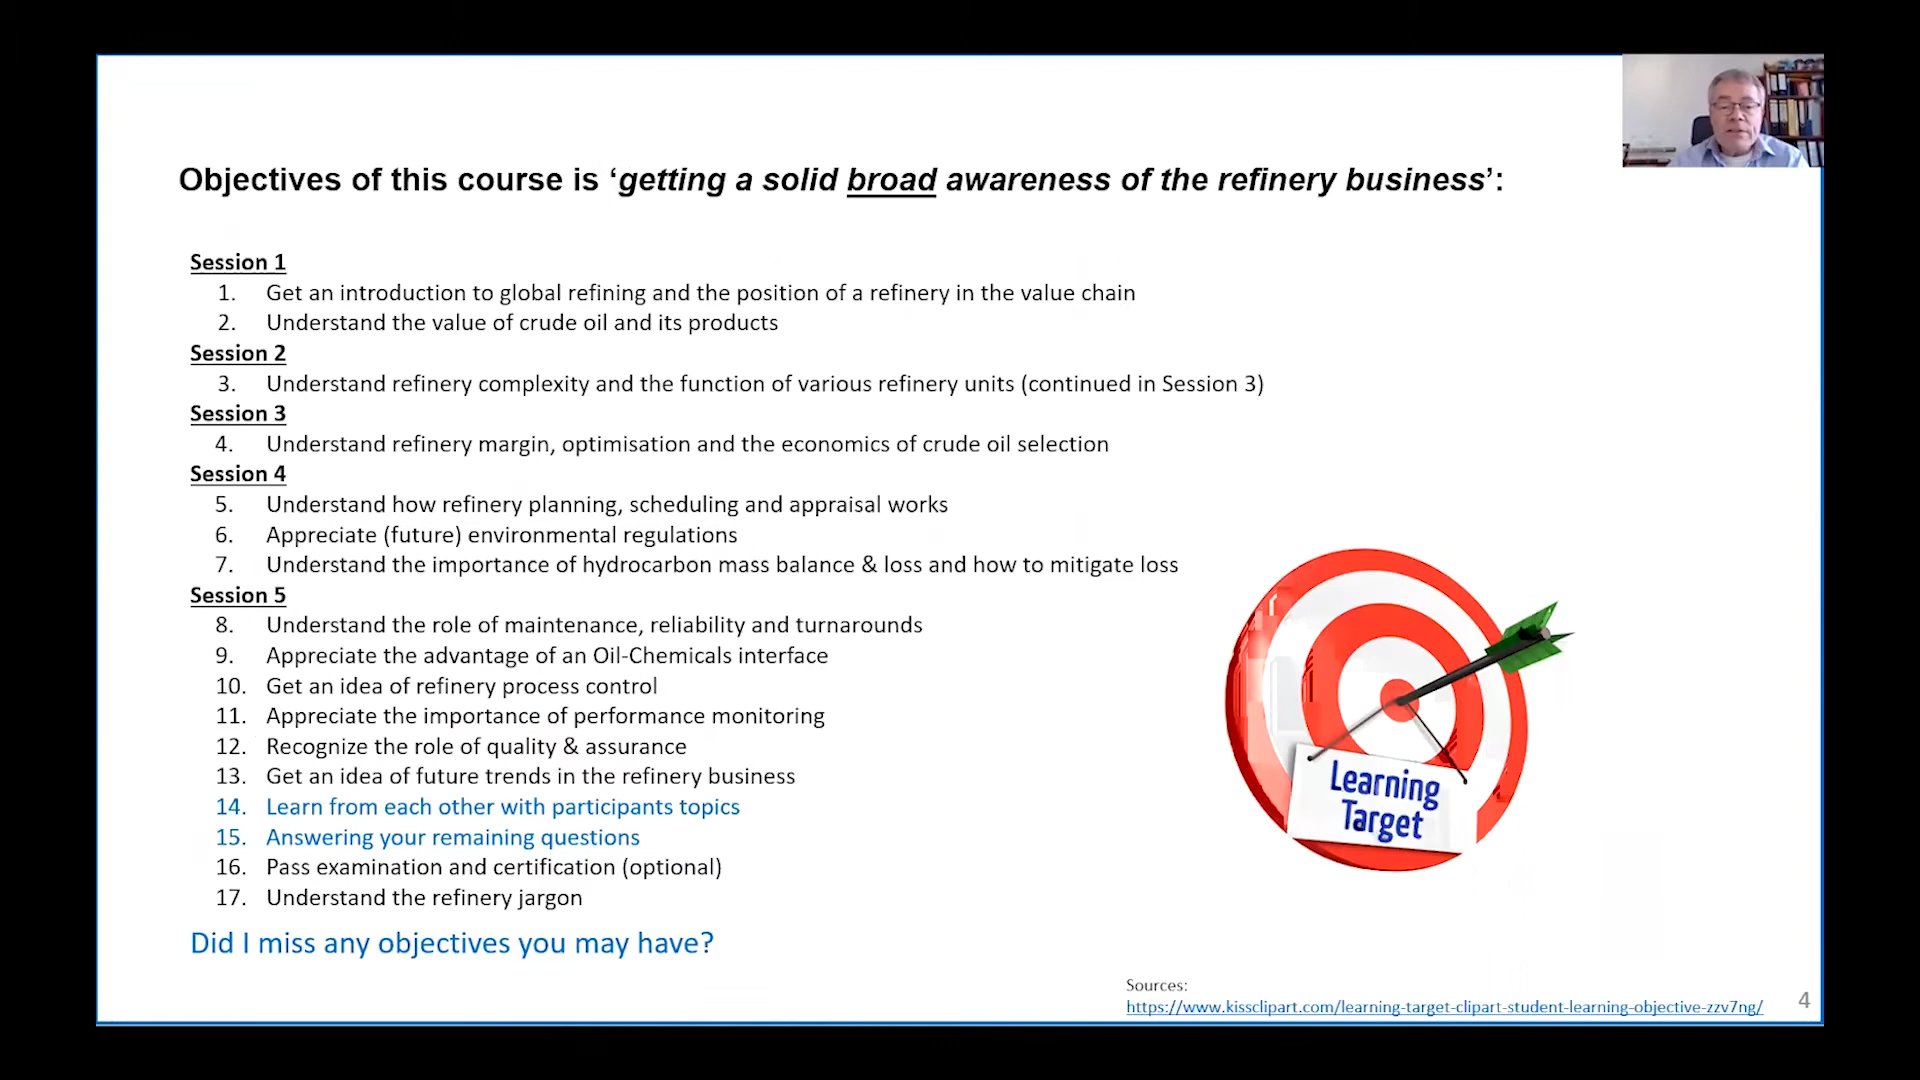 Objectives of this course is ‘getting a solid broad awareness of the refinery business’:
Session 1
1. Get an introduction to global refining and the position of a refinery in the value chain
2. Understand the value of crude oil and its products
Session 2
3. Understand refinery complexity and the function of various refinery units (continued in Session 3)
Session 3
4. Understand refinery margin, optimisation and the economics of crude oil selection
Session 4
5. Understand how refinery planning, scheduling and appraisal works
6. Appreciate (future) environmental regulations
7. Understand the importance of hydrocarbon mass balance & loss and how to mitigate loss
Session 5
8. Understand the role of maintenance, reliability and turnarounds
9. Appreciate the advantage of an Oil-Chemicals interface
10. Get an idea of refinery process control
11. Appreciate the importance of performance monitoring
12. Recognize the role of quality & assurance
13. Get an idea of future trends in the refinery business
14. Learn from each other with participants topics
15. Answering your remaining questions
16. Pass examination and certification (optional)
17. Understand the refinery jargon
Did I miss any objectives you may have?
Learning
Target
Sources:
https://www.kissclipart.com/learning-target-clipart-student-learning-objective-zzv7ng/
4